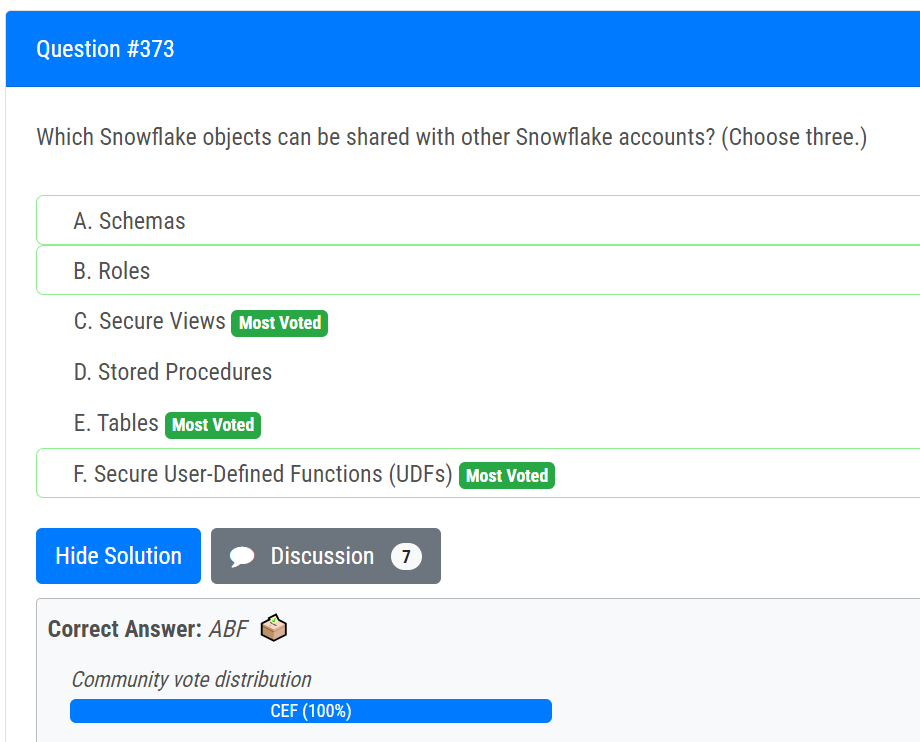 Question #373
Which Snowflake objects can be shared with other Snowflake accounts? (Choose three.)
A. Schemas
B. Roles
C. Secure Views Most Voted
D. Stored Procedures
E. Tables Most Voted
F. Secure User-Defined Functions (UDFs) Most Voted
Hide Solution Discussion 7
Correct Answer: ABF
Community vote distribution
CEF (100%)